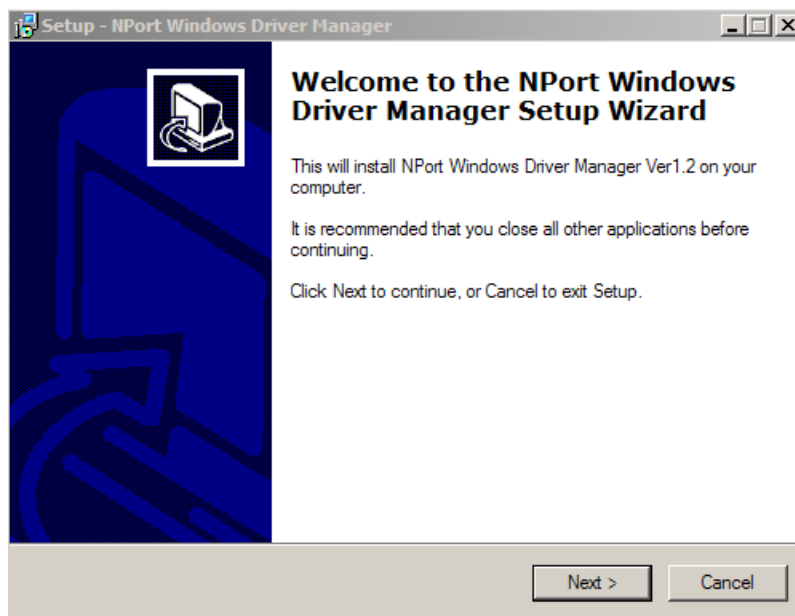 Setup - NPort Windows Driver Manager
Welcome to the NPort Windows
Driver Manager Setup Wizard
This will install NPort Windows Driver Manager Ver1.2 on your
computer.
It is recommended that you close all other applications before
continuing.
Click Next to continue, or Cancel to exit Setup.
Next >
Cancel